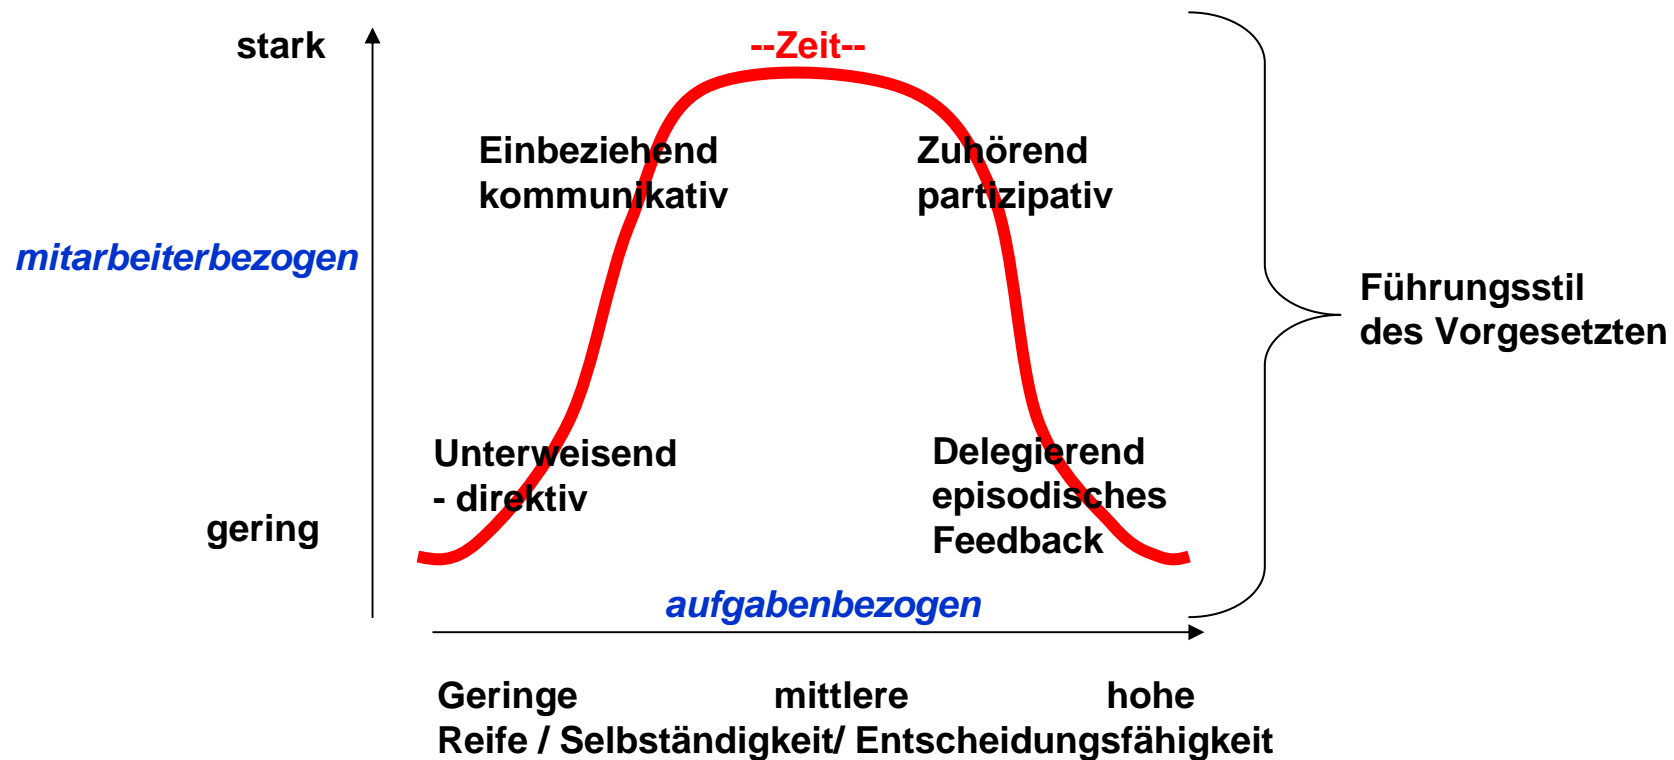 stark
--Zeit--
Einbeziehend
kommunikativ
Zuhörend
partizipativ
mitarbeiterbezogen
Führungsstil
des Vorgesetzten
Unterweisend
- direktiv
Delegierend
episodisches
Feedback
gering
aufgabenbezogen
Geringe mittlere hohe
Reife / Selbständigkeit/ Entscheidungsfähigkeit